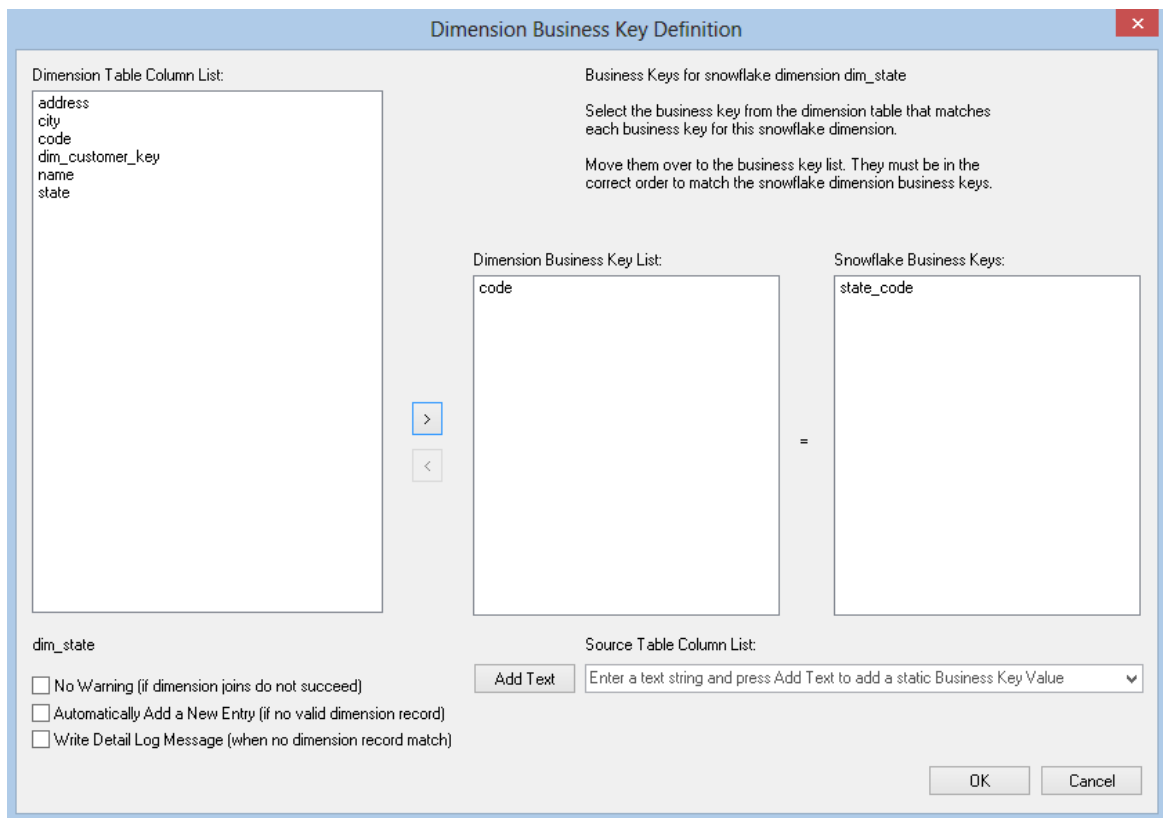 Dimension Business Key Definition
×
Dimension Table Column List:
address
city
code
dim_customer_key
name
state
Business Keys for snowflake dimension dim_state
Select the business key from the dimension table that matches
each business key for this snowflake dimension.
Move them over to the business key list. They must be in the
correct order to match the snowflake dimension business keys.
>
<
Dimension Business Key List:
code
=
Snowflake Business Keys:
state_code
dim_state
No Warning (if dimension joins do not succeed)
Automatically Add a New Entry (if no valid dimension record)
Write Detail Log Message (when no dimension record match)
Source Table Column List:
Add Text
Enter a text string and press Add Text to add a static Business Key Value
OK
Cancel